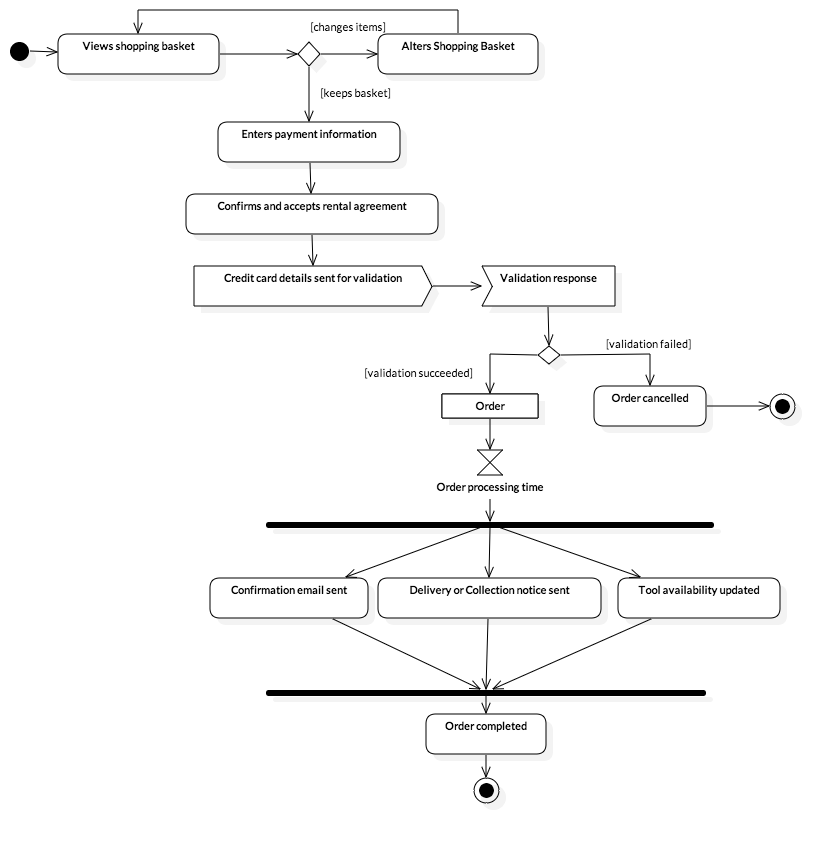 [changes items]
Views shopping basket
Alters Shopping Basket
[keeps basket]
Enters payment information
Confirms and accepts rental agreement
Credit card details sent for validation
Validation response
[validation failed]
[validation succeeded]
Order
Order cancelled
Order processing time
Confirmation email sent
Delivery or Collection notice sent
Tool availability updated
Order completed